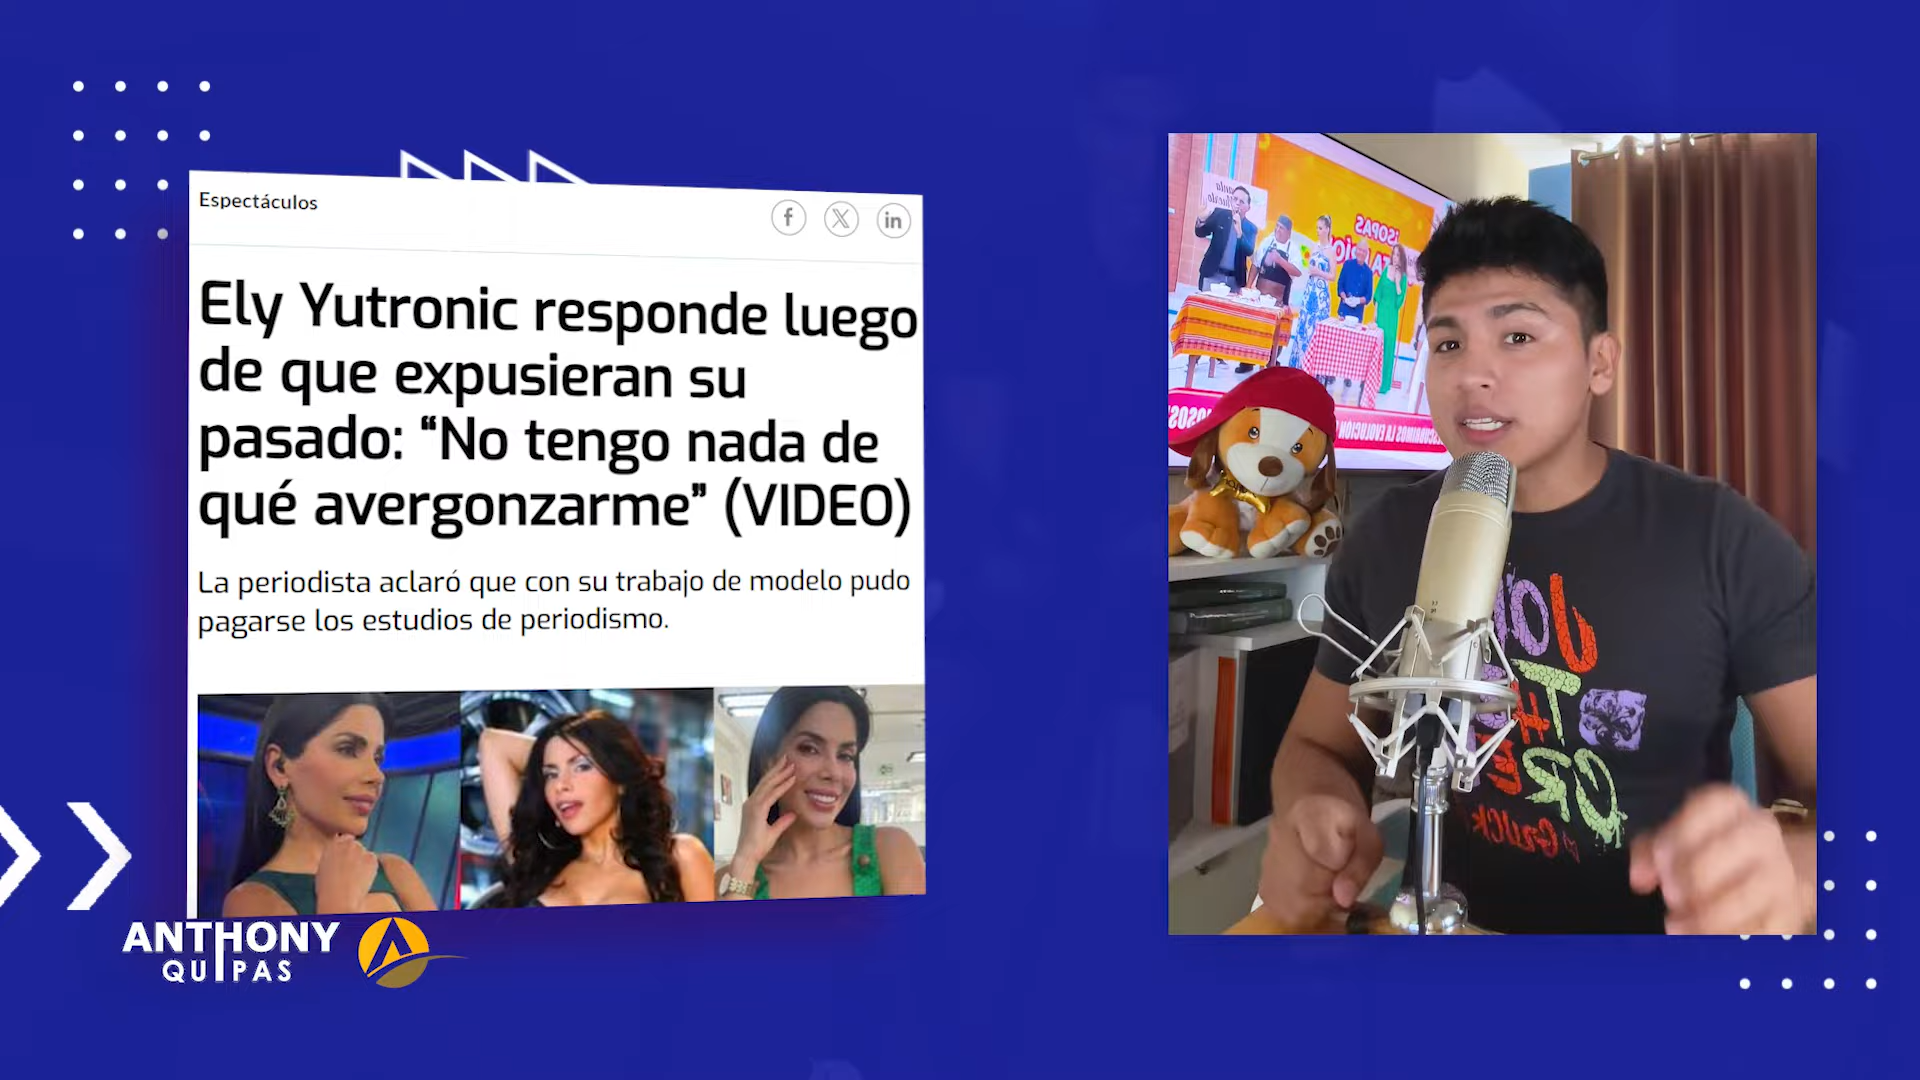 Espectáculos
Ely Yutronic responde luego
de que expusieran su
pasado: “No tengo nada de
qué avergonzarme” (VIDEO)
La periodista aclaró que con su trabajo de modelo pudo
pagarse los estudios de periodismo.
ANTHONY
QUIPAS
¡SOPAS